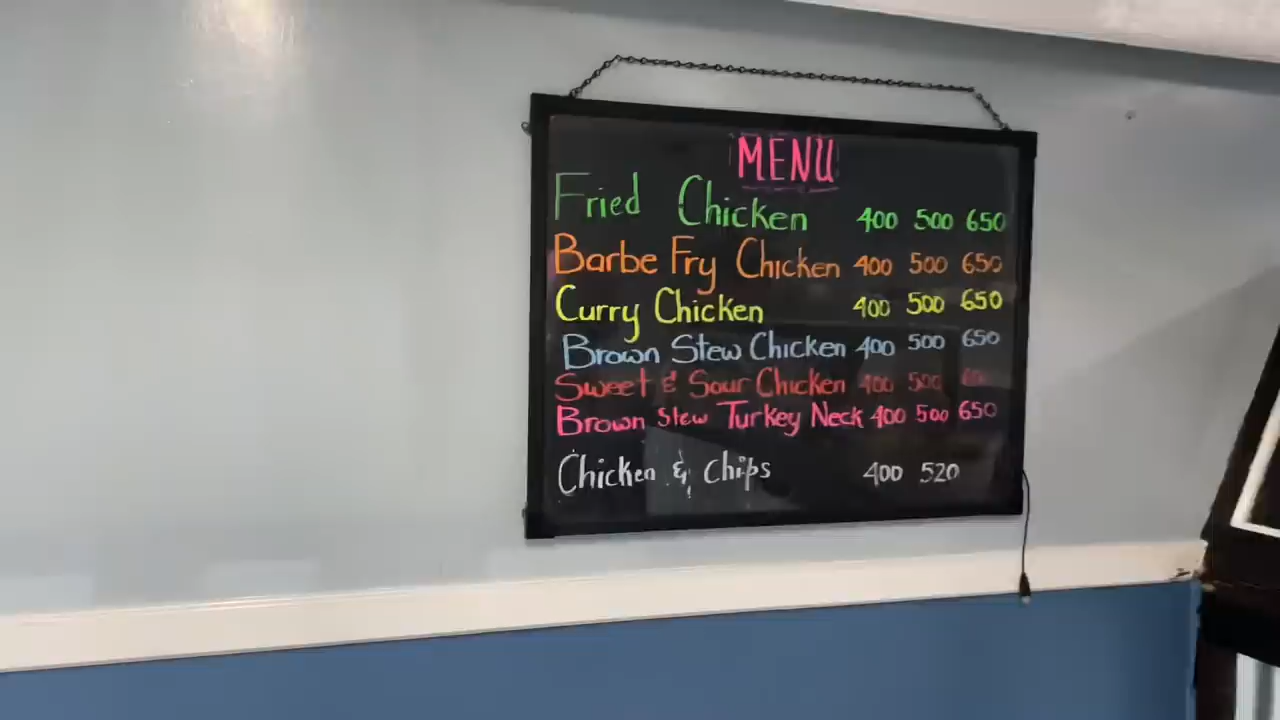 MENU
Fried Chicken 400 500 650
Barbe Fry Chicken 400 500 650
Curry Chicken 400 500 650
Brown Stew Chicken 400 500 650
Sweet & Sour Chicken 400 500
Brown Stew Turkey Neck 400 500 650
Chicken & Chips 400 520